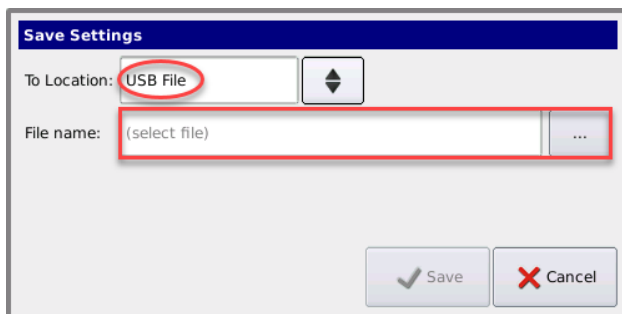 Save Settings
To Location: USB File
File name: (select file) ...
Save Cancel